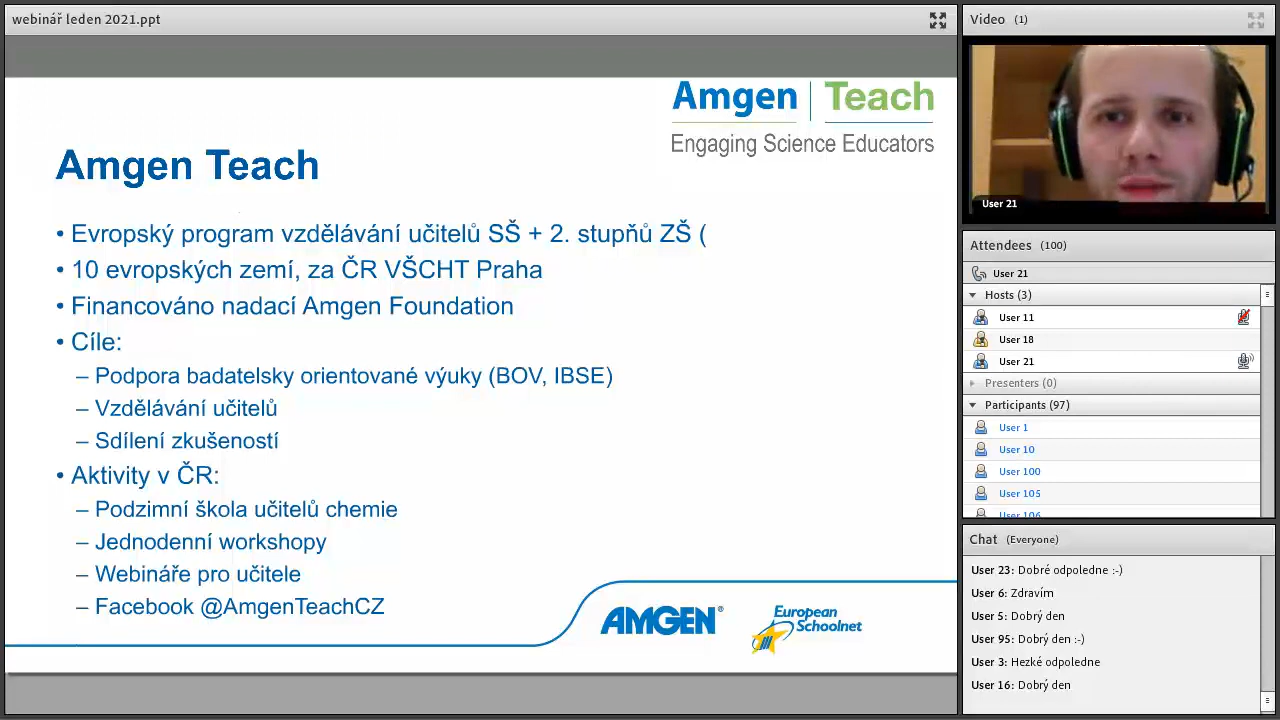 webinář leden 2021.ppt
Amgen Teach
Engaging Science Educators
Amgen Teach
• Evropský program vzdělávání učitelů SŠ + 2. stupňů ZŠ (
• 10 evropských zemí, za ČR VŠCHT Praha
• Financováno nadací Amgen Foundation
• Cíle:
– Podpora badatelsky orientované výuky (BOV, IBSE)
– Vzdělávání učitelů
– Sdílení zkušeností
• Aktivity v ČR:
– Podzimní škola učitelů chemie
– Jednodenní workshopy
– Webináře pro učitele
– Facebook @AmgenTeachCZ
AMGEN®
European
Schoolnet
Video (1)
User 21
Attendees (100)
User 21
Hosts (3)
User 11
User 18
User 21
Presenters (0)
Participants (97)
User 1
User 10
User 100
User 105
User 106
Chat (Everyone)
User 23: Dobré odpoledne :-)
User 6: Zdravím
User 5: Dobrý den
User 95: Dobrý den :-)
User 3: Hezké odpoledne
User 16: Dobrý den